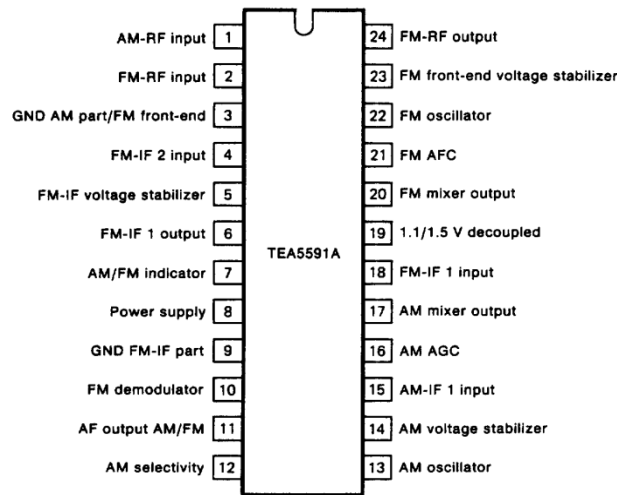 AM-RF input 1
FM-RF input 2
GND AM part/FM front-end 3
FM-IF 2 input 4
FM-IF voltage stabilizer 5
FM-IF 1 output 6
AM/FM indicator 7
Power supply 8
GND FM-IF part 9
FM demodulator 10
AF output AM/FM 11
AM selectivity 12
TEA5591A
24 FM-RF output
23 FM front-end voltage stabilizer
22 FM oscillator
21 FM AFC
20 FM mixer output
19 1.1/1.5 V decoupled
18 FM-IF 1 input
17 AM mixer output
16 AM AGC
15 AM-IF 1 input
14 AM voltage stabilizer
13 AM oscillator